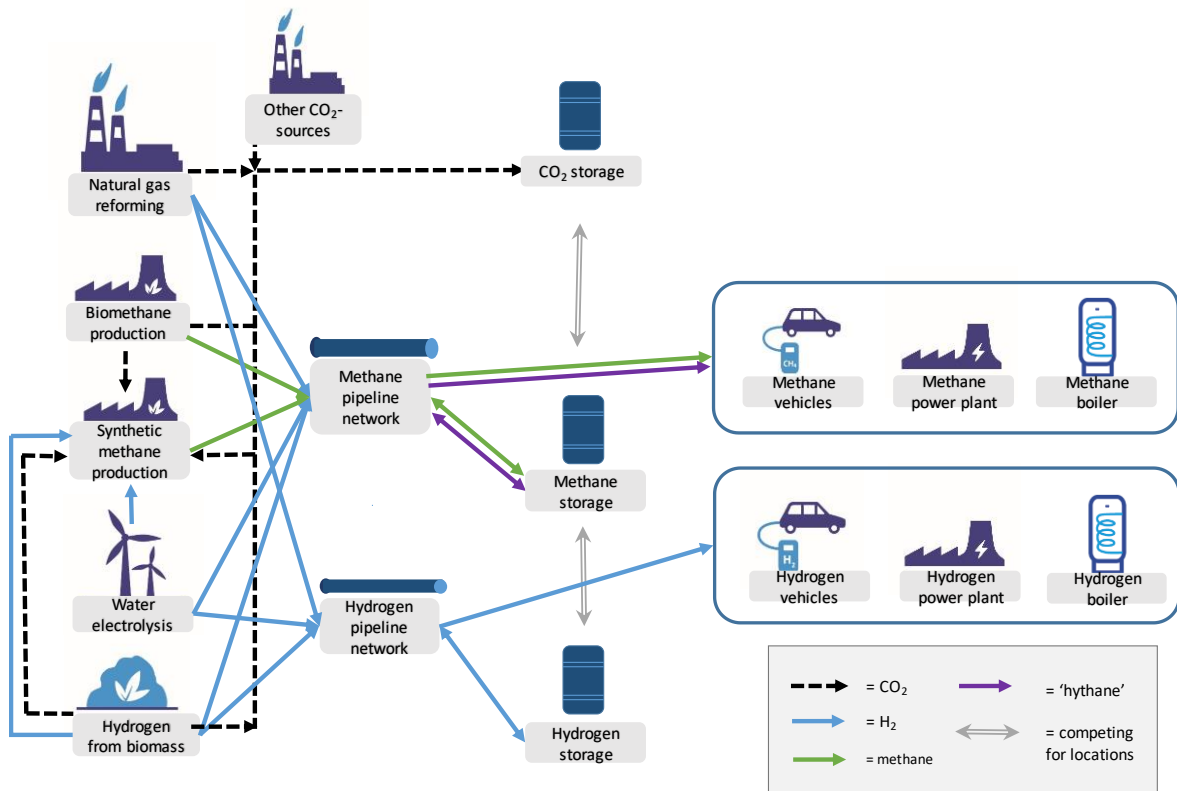 Other CO₂-
sources
Natural gas
reforming
CO₂ storage
Biomethane
production
Methane
pipeline
network
CH₄
Methane
vehicles
Methane
power plant
Methane
boiler
Synthetic
methane
production
Methane
storage
H₂
Hydrogen
vehicles
Hydrogen
power plant
Hydrogen
boiler
Water
electrolysis
Hydrogen
pipeline
network
Hydrogen
from biomass
Hydrogen
storage
= CO₂
= H₂
= methane
= 'hythane'
= competing
for locations